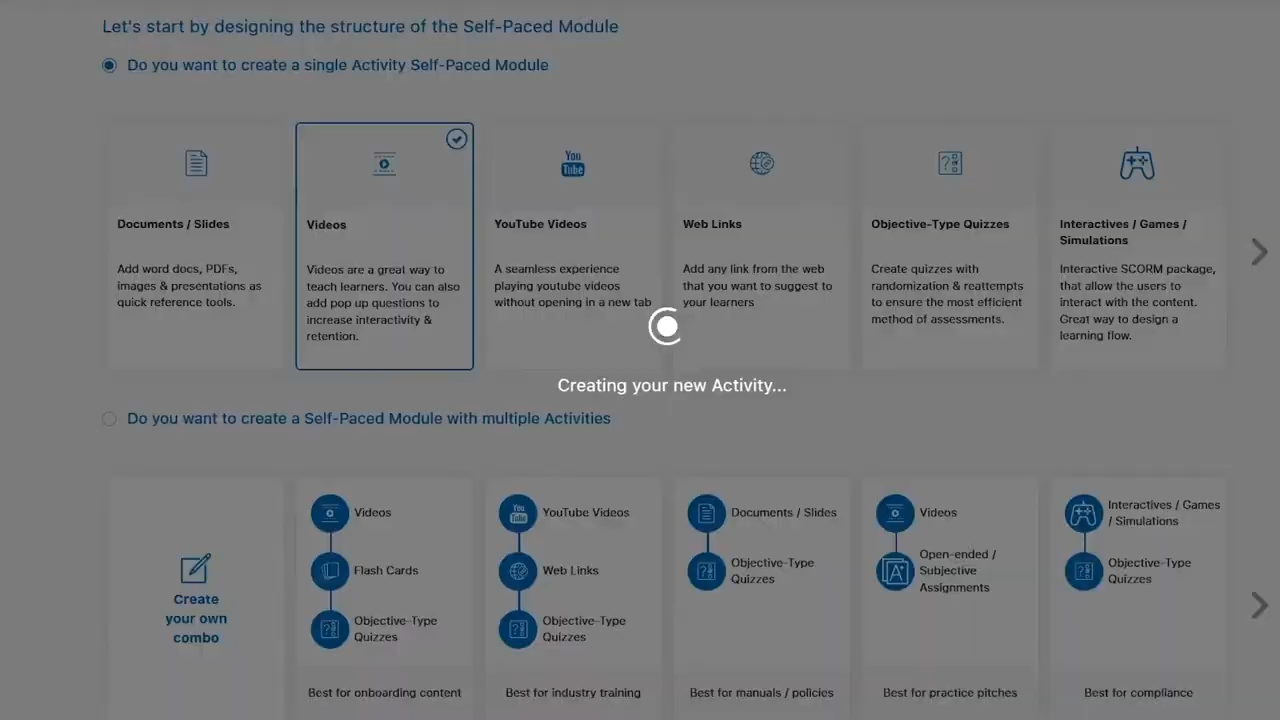 Let's start by designing the structure of the Self-Paced Module
Do you want to create a single Activity Self-Paced Module
Documents / Slides
Add word docs, PDFs,
images & presentations as
quick reference tools.
Videos
Videos are a great way to
teach learners. You can also
add pop up questions to
increase interactivity &
retention.
You
Tube
YouTube Videos
A seamless experience
playing youtube videos
without opening in a new tab
Web Links
Add any link from the web
that you want to suggest to
your learners
Objective-Type Quizzes
Create quizzes with
randomization & reattempts
to ensure the most efficient
method of assessments.
Interactives / Games /
Simulations
Interactive SCORM package,
that allow the users to
interact with the content.
Great way to design a
learning flow.
Creating your new Activity...
Do you want to create a Self-Paced Module with multiple Activities
Create
your own
combo
Videos
Flash Cards
Objective-Type
Quizzes
Best for onboarding content
You
Tube
YouTube Videos
Web Links
Objective-Type
Quizzes
Best for industry training
Documents / Slides
Objective-Type
Quizzes
Best for manuals / policies
Videos
A+
Open-ended /
Subjective
Assignments
Best for practice pitches
Interactives / Games
/ Simulations
Objective-Type
Quizzes
Best for compliance